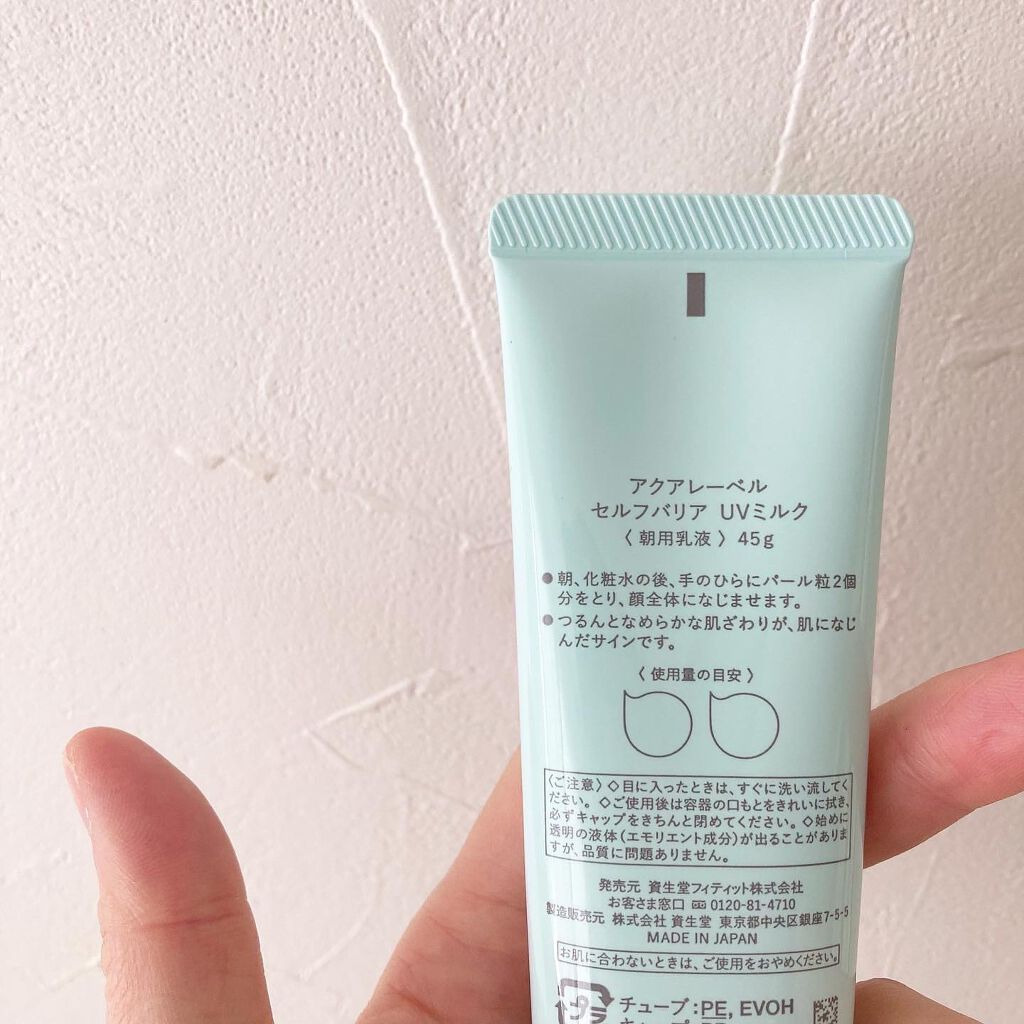 アクアレーベル
セルフバリア UVミルク
〈朝用乳液〉 45g
●朝、化粧水の後、手のひらにパール粒2個
分をとり、顔全体になじませます。
●つるんとなめらかな肌ざわりが、肌になじ
んだサインです。
〈使用量の目安〉
〈ご注意〉◇目に入ったときは、すぐに洗い流してく
ださい。◇ご使用後は容器の口もとをきれいに拭き、
必ずキャップをきちんと閉めてください。◇始めに
透明の液体(エモリエント成分)が出ることがありま
すが、品質に問題ありません。
発売元 資生堂フィティット株式会社
お客さま窓口 0120-81-4710
製造販売元 株式会社 資生堂 東京都中央区銀座7-5-5
MADE IN JAPAN
お肌に合わないときは、ご使用をおやめください。
プラ
チューブ:PE, EVOH